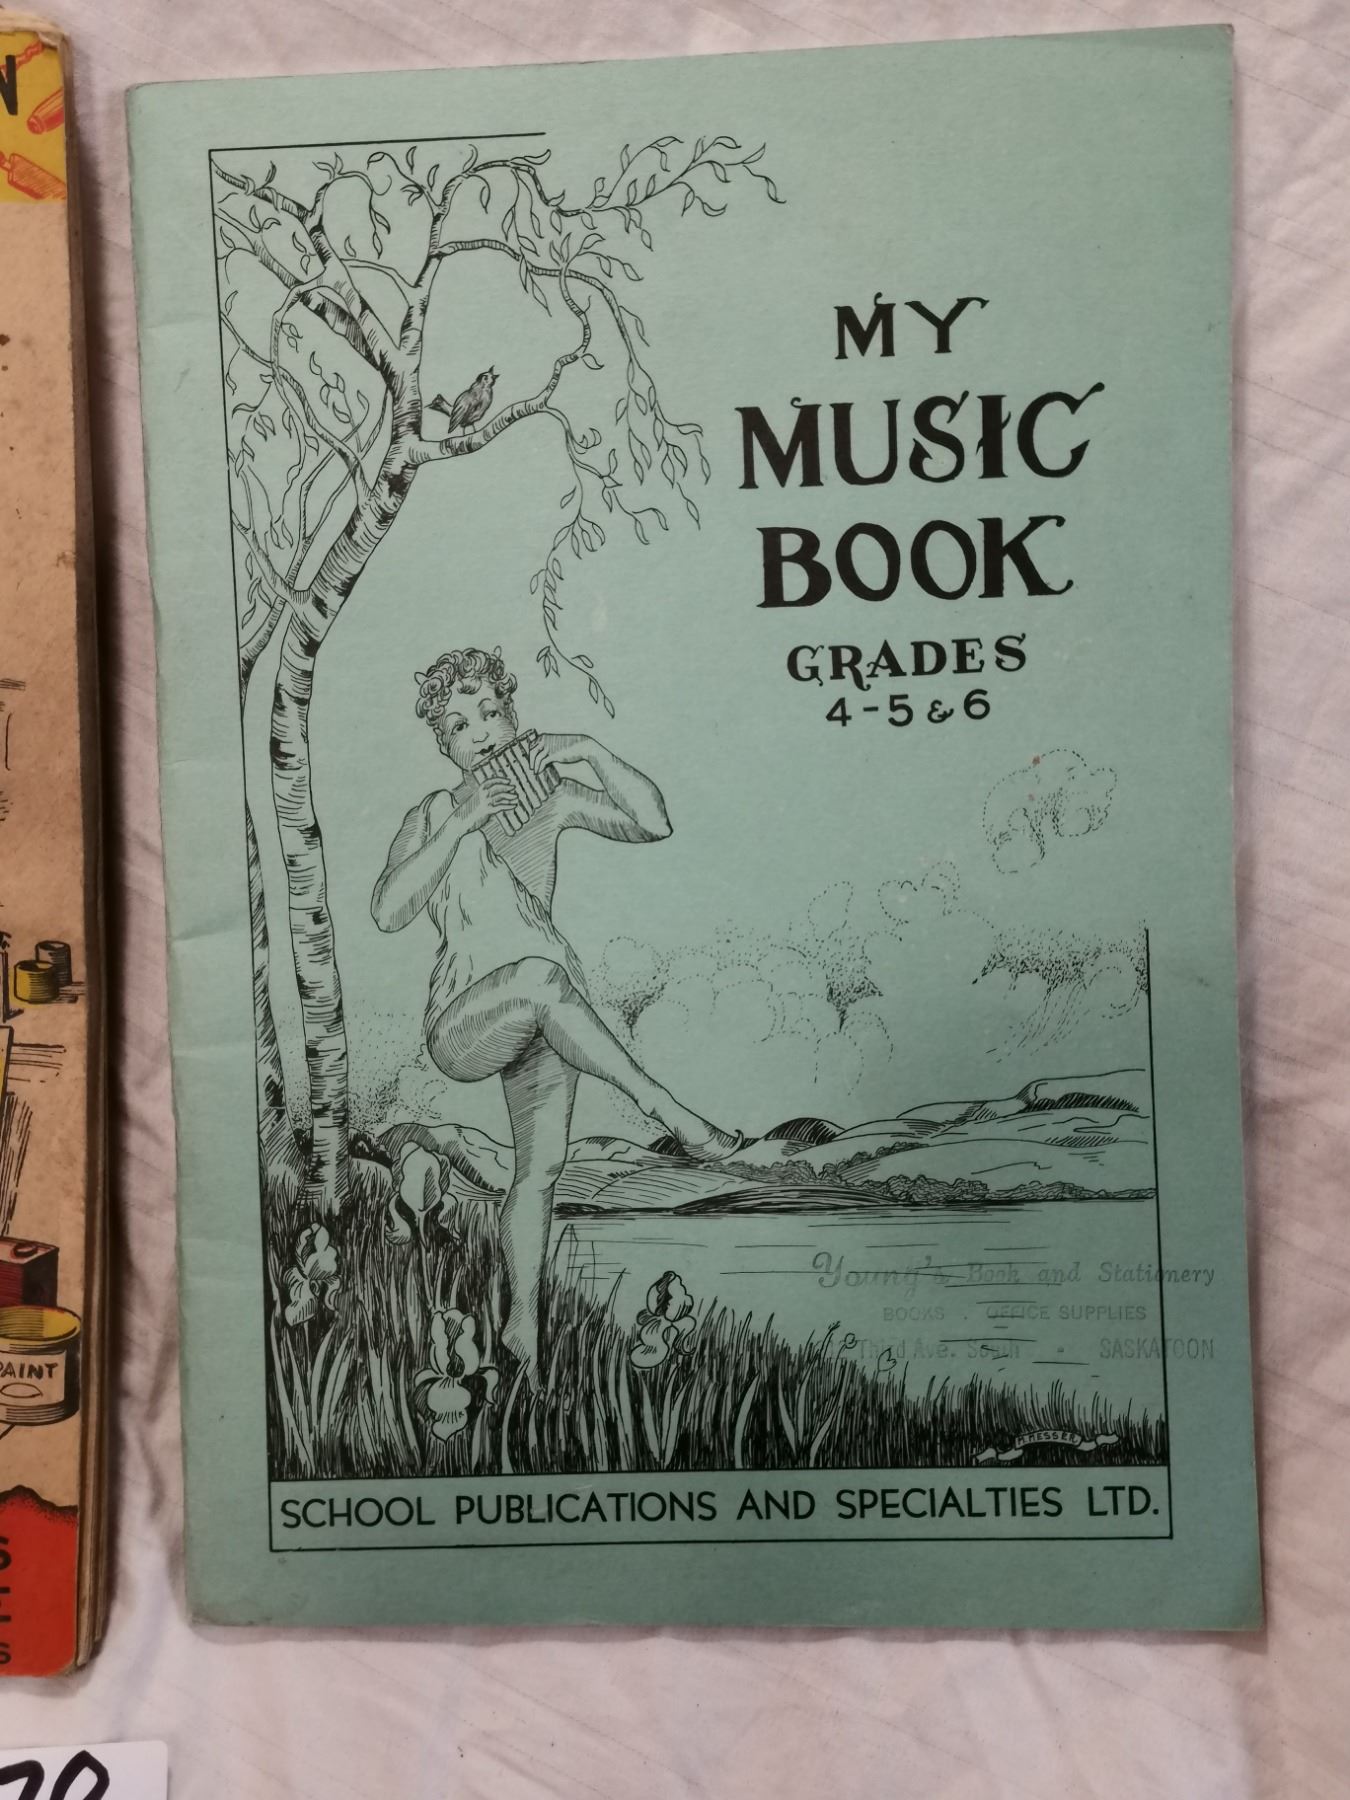 MY
MUSIC
BOOK
GRADES
4-5 & 6
Young's Book and Stationery
BOOKS . OFFICE SUPPLIES
Third Ave. South - SASKATOON
M. MESSER
SCHOOL PUBLICATIONS AND SPECIALTIES LTD.
N
PAINT
S